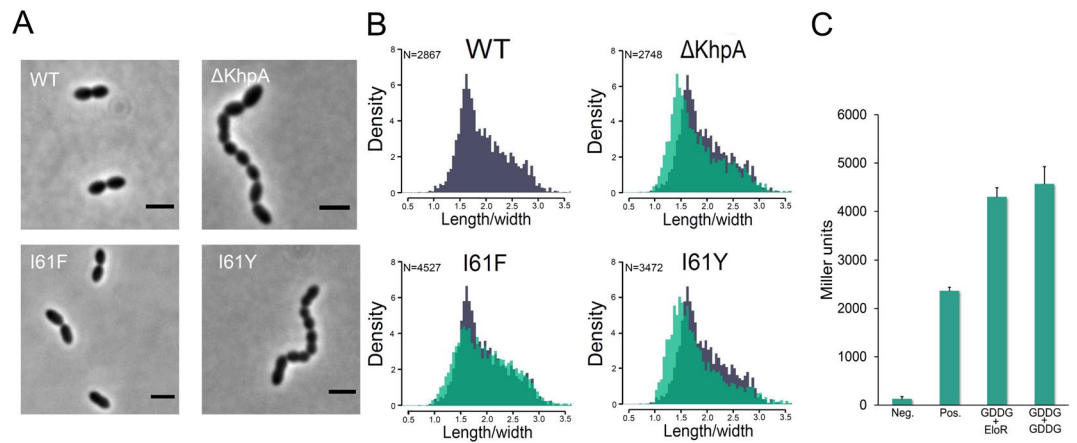 A
WT
ΔKhpA
I61F
I61Y
B
WT
N=2867
Density
8
6
4
2
0
0.5 1.0 1.5 2.0 2.5 3.0 3.5
Length/width
ΔKhpA
N=2748
Density
8
6
4
2
0
0.5 1.0 1.5 2.0 2.5 3.0 3.5
Length/width
I61F
N=4527
Density
8
6
4
2
0
0.5 1.0 1.5 2.0 2.5 3.0 3.5
Length/width
I61Y
N=3472
Density
8
6
4
2
0
0.5 1.0 1.5 2.0 2.5 3.0 3.5
Length/width
C
Miller units
6000
5000
4000
3000
2000
1000
0
Neg. Pos. GDDG GDDG
+ +
EloR GDDG